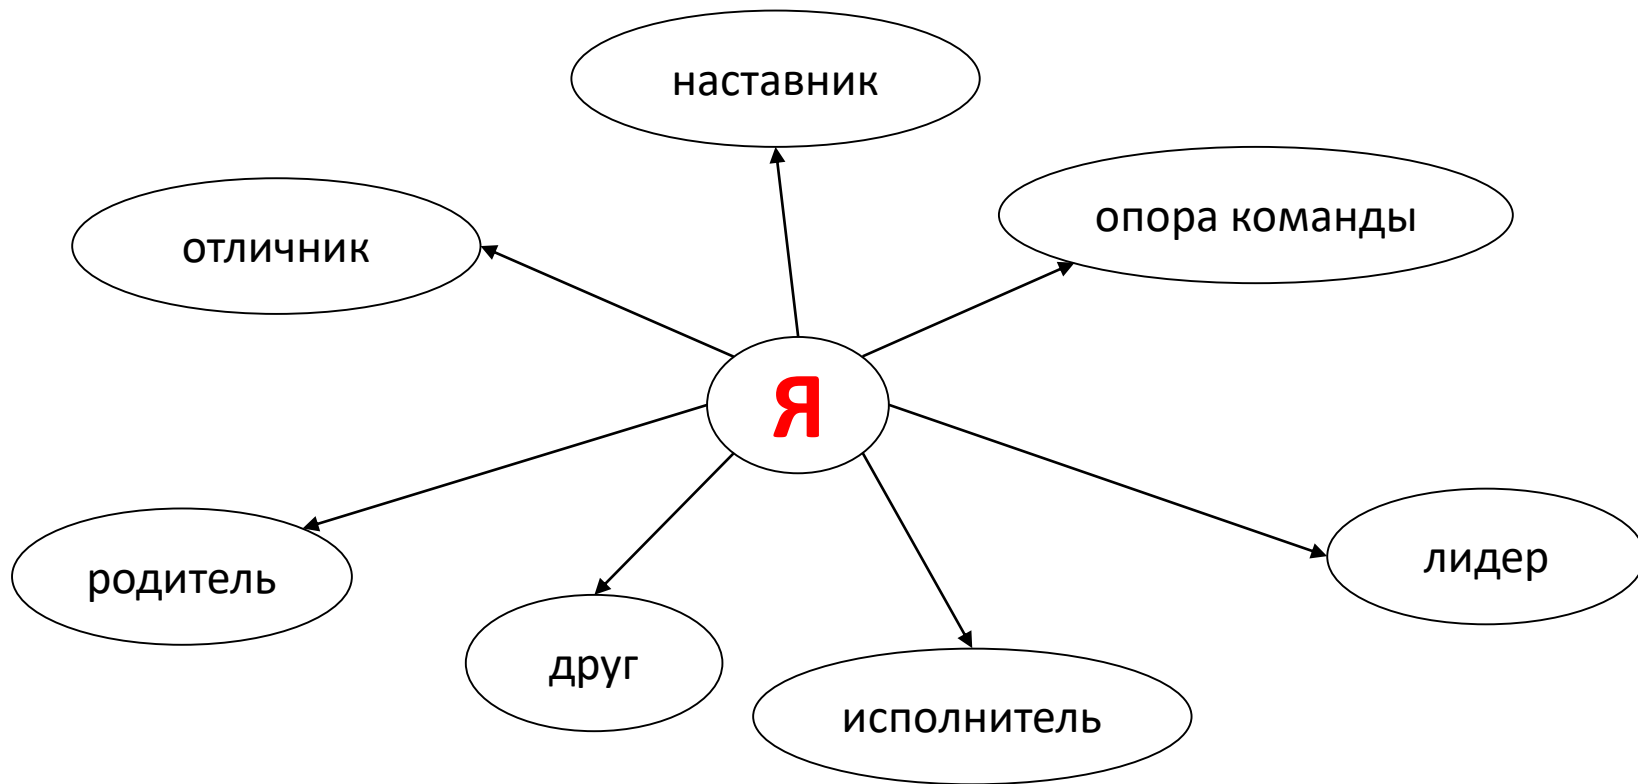 наставник
опора команды
отличник
Я
лидер
родитель
друг
исполнитель